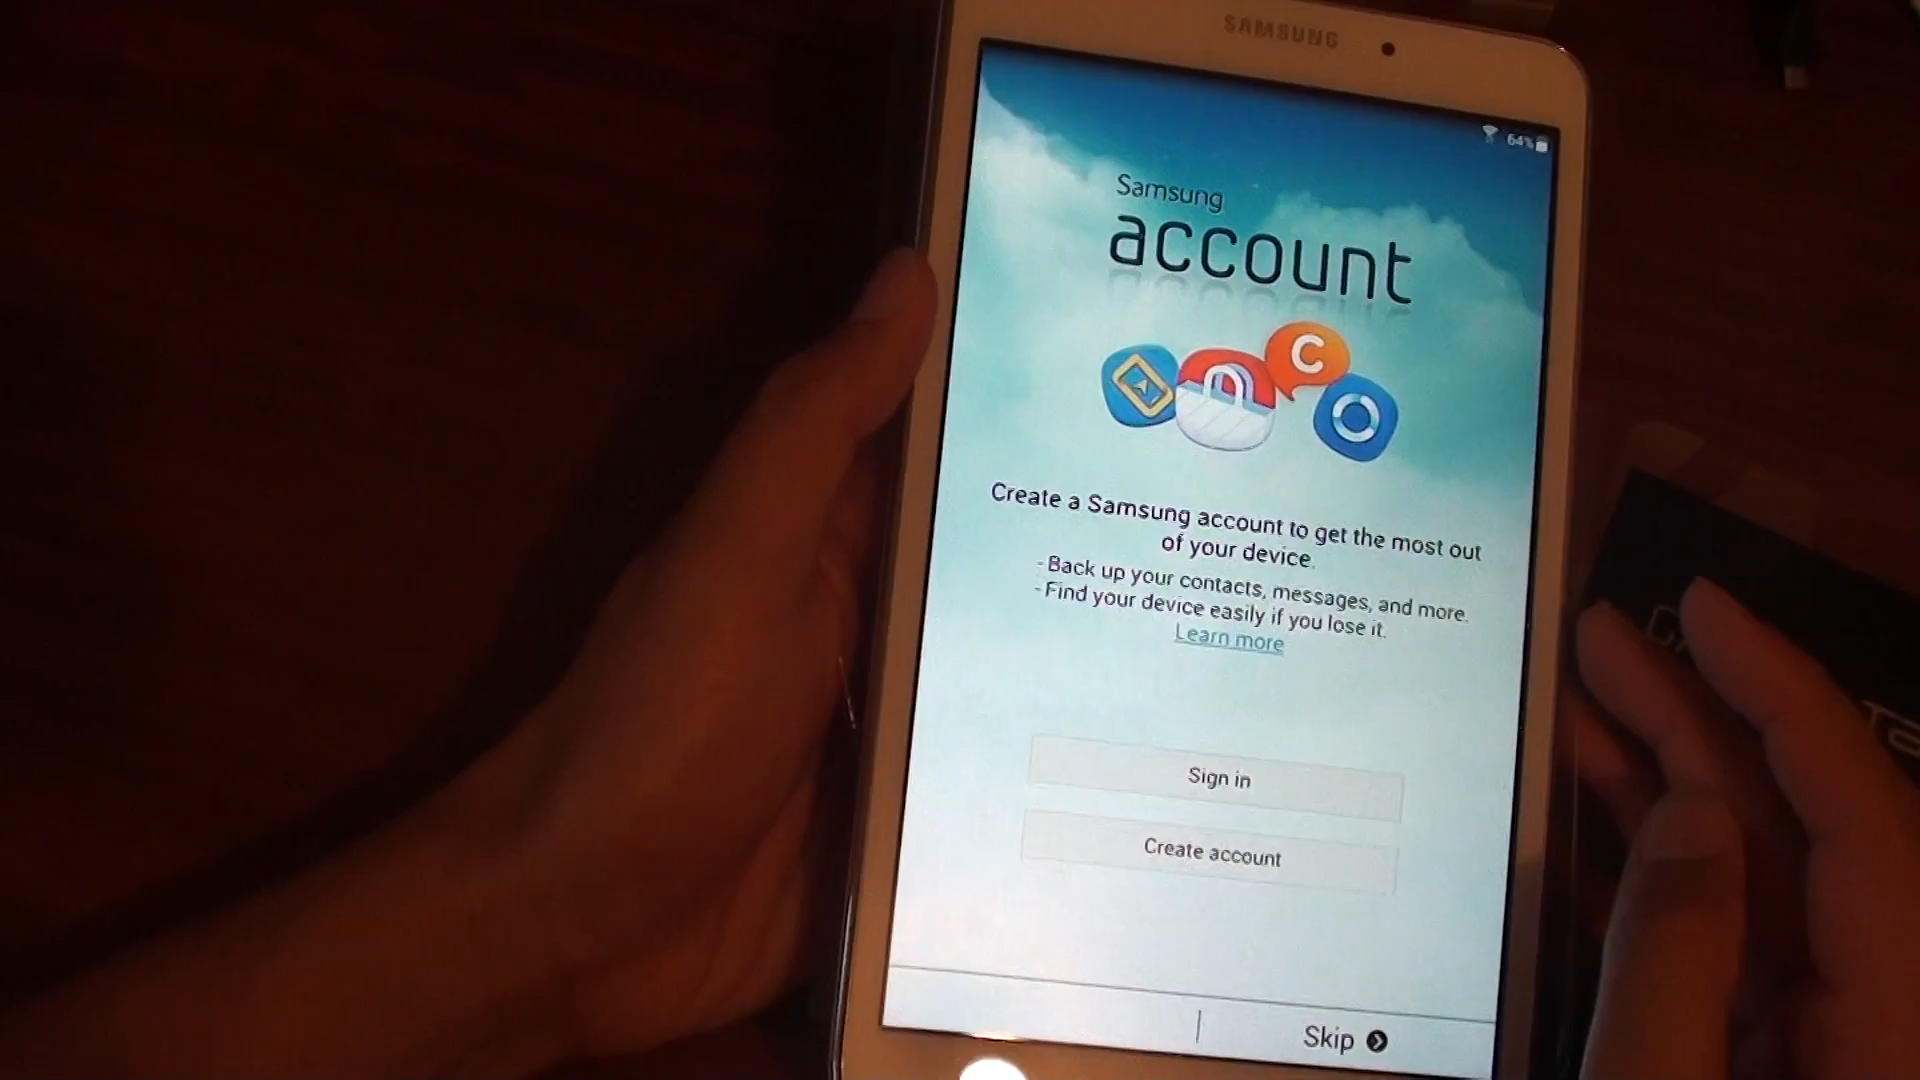 SAMSUNG
64%
Samsung
account
C
Create a Samsung account to get the most out
of your device.
- Back up your contacts, messages, and more.
- Find your device easily if you lose it.
Learn more
Sign in
Create account
Skip